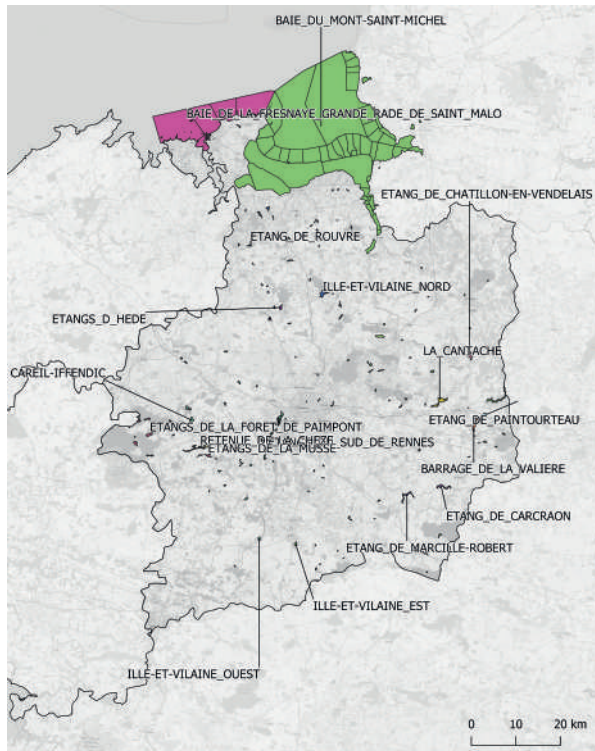 BAIE_DU_MONT-SAINT-MICHEL
BAIE_DE_LA_FRESNAYE_GRANDE_RADE_DE_SAINT_MALO
ETANG_DE_CHATILLON-EN-VENDELAIS
ETANG_DE_ROUVRE
ILLE-ET-VILAINE_NORD
ETANGS_D_HEDE
LA_CANTACHE
CAREIL-IFFENDIC
ETANG_DE_PAINTOURTEAU
ETANGS_DE_LA_FORET_DE_PAIMPONT
RETENUE_DE_LA_CHEZE
SUD_DE_RENNES
ETANGS_DE_LA_MUSSE
BARRAGE_DE_LA_VALIERE
ETANG_DE_CARCRAON
ETANG_DE_MARCILLE-ROBERT
ILLE-ET-VILAINE_EST
ILLE-ET-VILAINE_OUEST
0 10 20 km